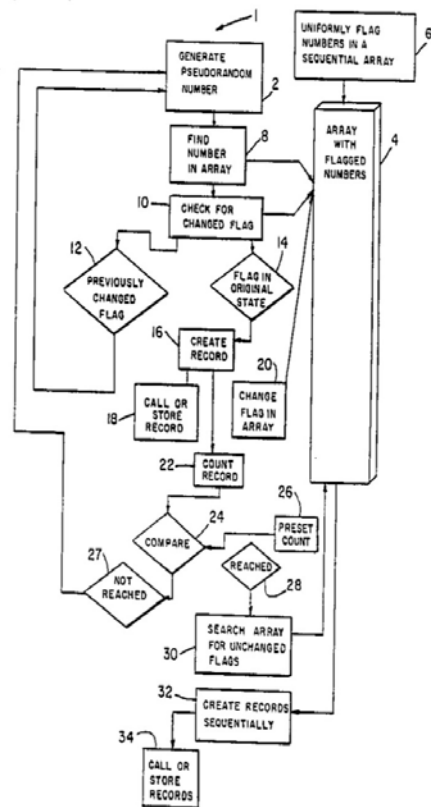 1
GENERATE
PSEUDORANDOM
NUMBER
2
UNIFORMLY FLAG
NUMBERS IN A
SEQUENTIAL ARRAY
6
ARRAY
WITH FLAGGED
NUMBERS
4
FIND
NUMBER
IN ARRAY
8
10
CHECK FOR
CHANGED FLAG
12
PREVIOUSLY
CHANGED
FLAG
14
FLAG IN
ORIGINAL
STATE
16
CREATE
RECORD
18
CALL OR
STORE
RECORD
20
CHANGE
FLAG IN
ARRAY
22
COUNT
RECORD
24
COMPARE
26
PRESET
COUNT
27
NOT
REACHED
REACHED
28
30
SEARCH ARRAY
FOR UNCHANGED
FLAGS
32
CREATE RECORDS
SEQUENTIALLY
34
CALL OR
STORE
RECORDS